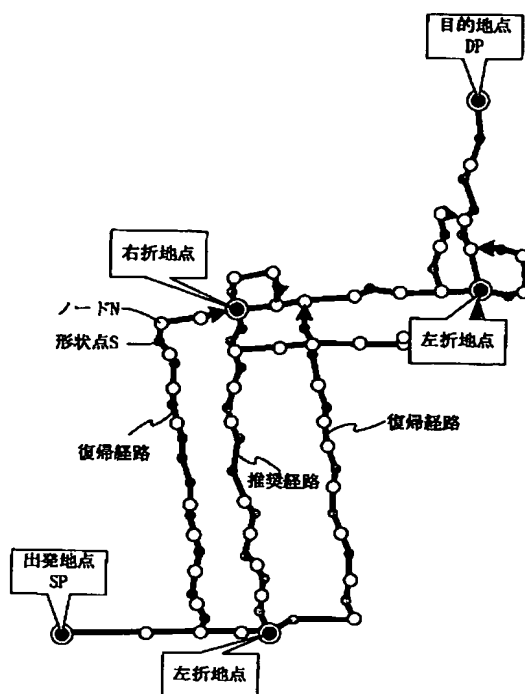 目的地点
DP
右折地点
ノードN
形状点S
左折地点
復帰経路
復帰経路
推奨経路
出発地点
SP
左折地点